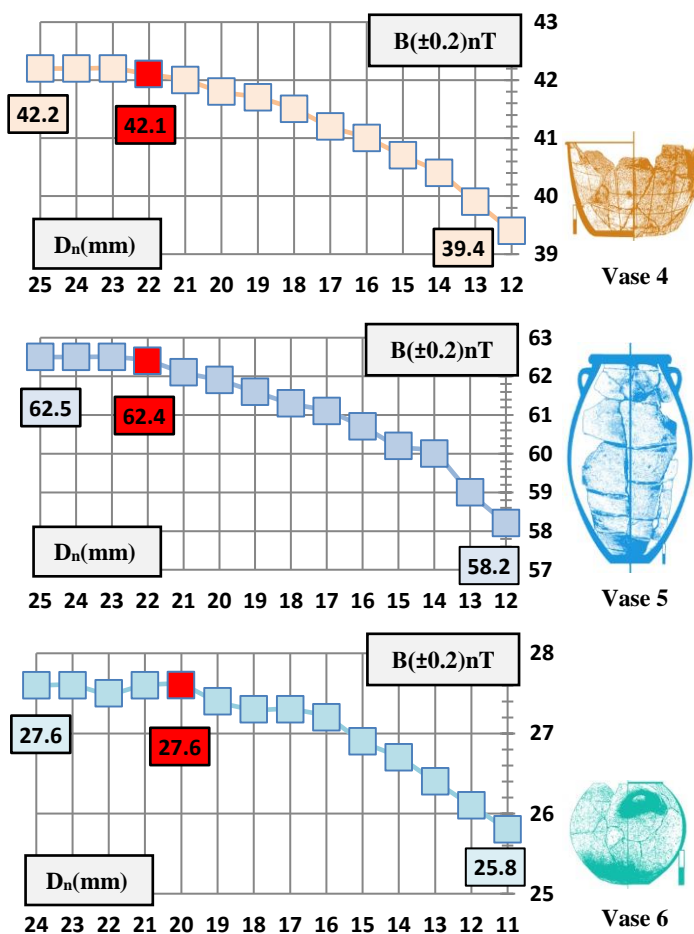 43
B(±0.2)nT
42
42.2
42.1
41
40
Dₙ(mm)
39.4
39
25 24 23 22 21 20 19 18 17 16 15 14 13 12
Vase 4
63
B(±0.2)nT
62
62.5
62.4
61
60
59
Dₙ(mm)
58
58.2
57
25 24 23 22 21 20 19 18 17 16 15 14 13 12
Vase 5
28
B(±0.2)nT
27.6
27.6
27
26
25.8
Dₙ(mm)
25
24 23 22 21 20 19 18 17 16 15 14 13 12 11
Vase 6